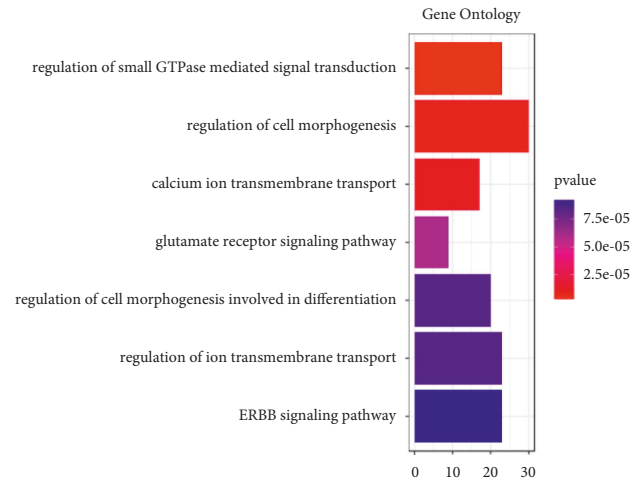 Gene Ontology
regulation of small GTPase mediated signal transduction
regulation of cell morphogenesis
calcium ion transmembrane transport
glutamate receptor signaling pathway
regulation of cell morphogenesis involved in differentiation
regulation of ion transmembrane transport
ERBB signaling pathway
0 10 20 30
pvalue
7.5e-05
5.0e-05
2.5e-05